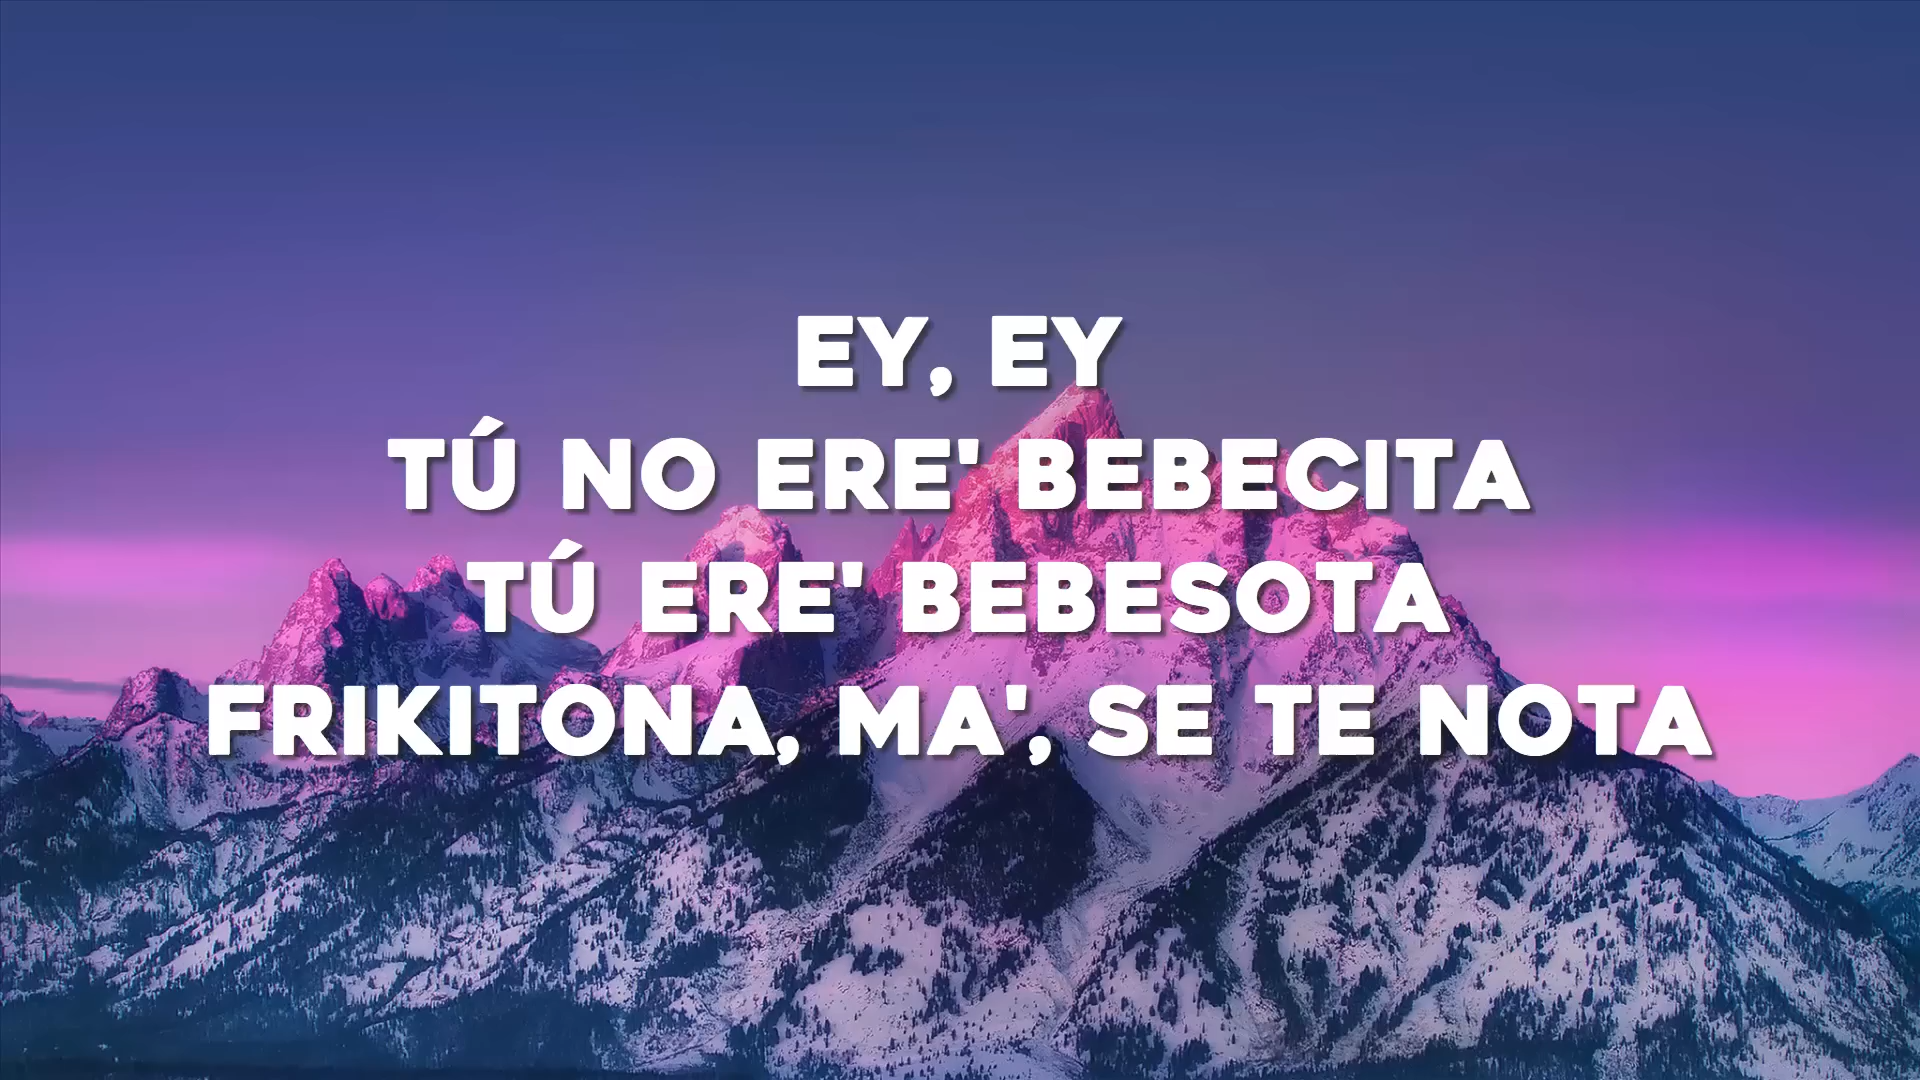 EY, EY
TÚ NO ERE' BEBECITA
TÚ ERE' BEBESOTA
FRIKITONA, MA', SE TE NOTA